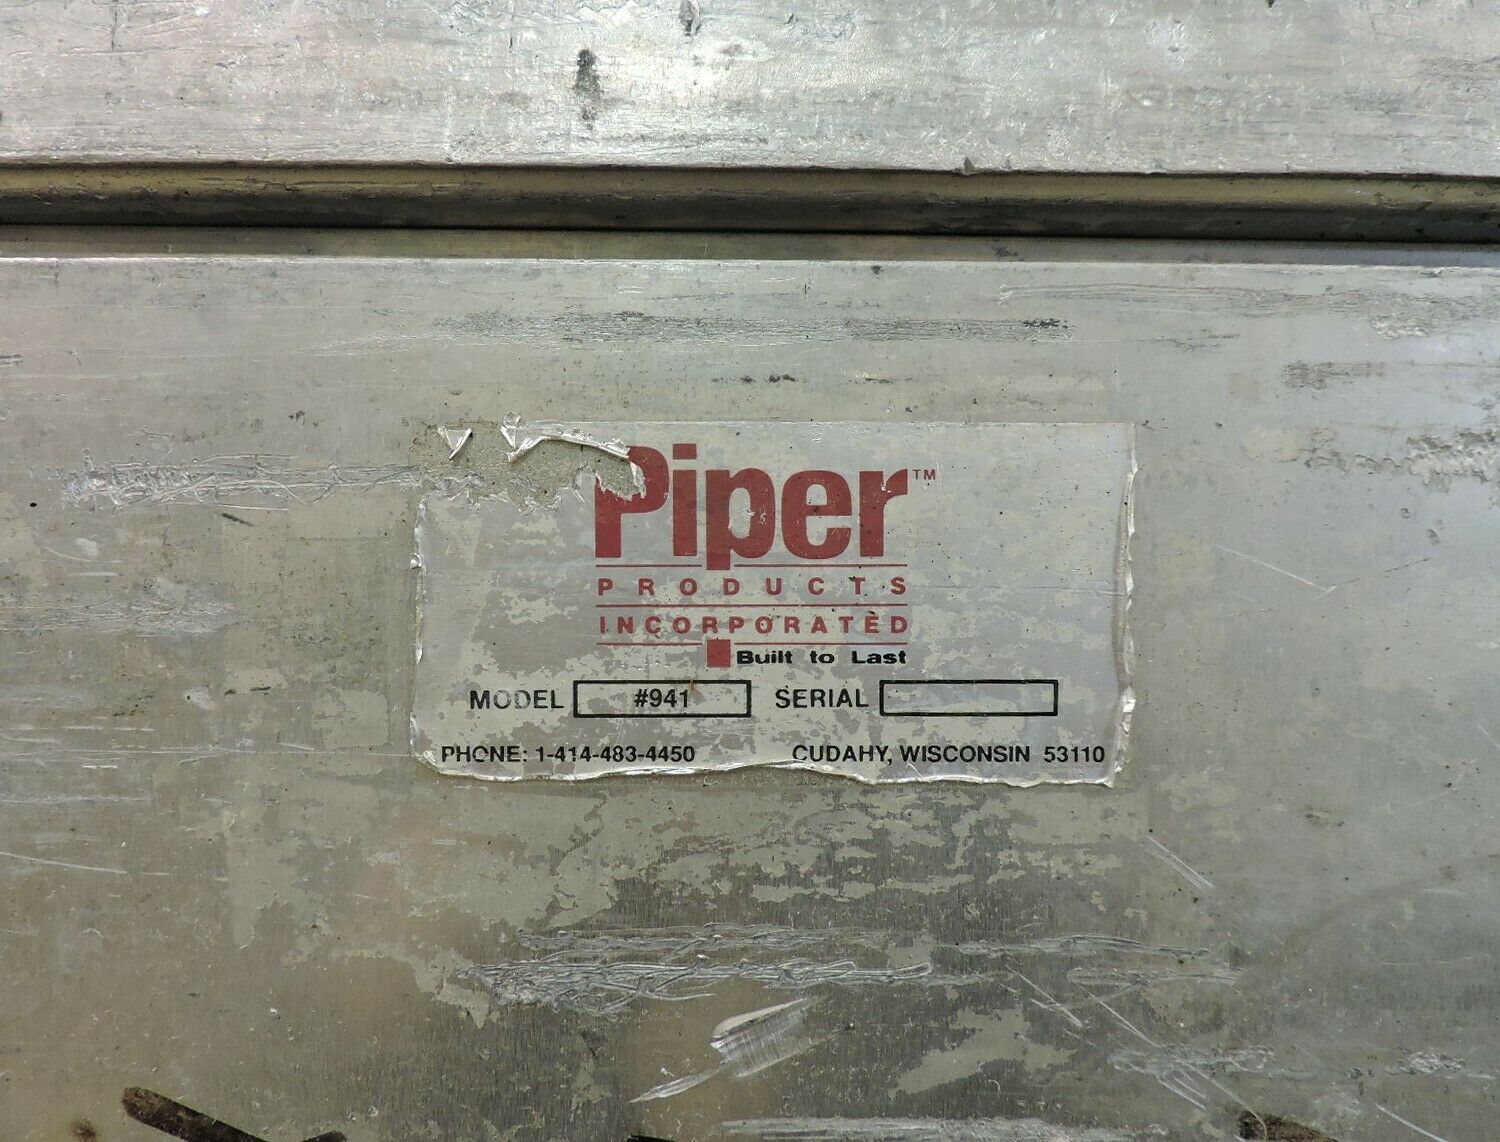 Piper™
PRODUCTS
INCORPORATED
Built to Last
MODEL #941 SERIAL
PHONE: 1-414-483-4450 CUDAHY, WISCONSIN 53110